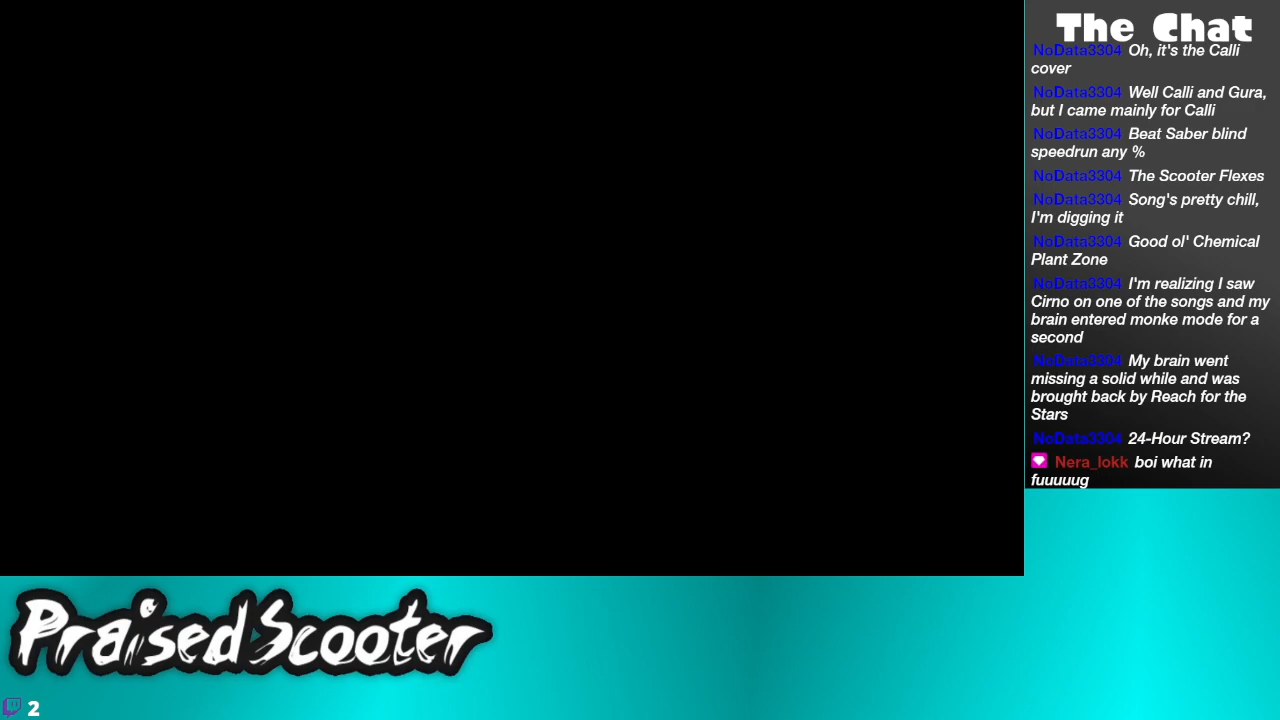 The Chat
NoData3304 Oh, it's the Calli
cover
NoData3304 Well Calli and Gura,
but I came mainly for Calli
NoData3304 Beat Saber blind
speedrun any %
NoData3304 The Scooter Flexes
NoData3304 Song's pretty chill,
I'm digging it
NoData3304 Good ol' Chemical
Plant Zone
NoData3304 I'm realizing I saw
Cirno on one of the songs and my
brain entered monke mode for a
second
NoData3304 My brain went
missing a solid while and was
brought back by Reach for the
Stars
NoData3304 24-Hour Stream?
Nera_lokk boi what in
fuuuuug
PraisedScooter
2